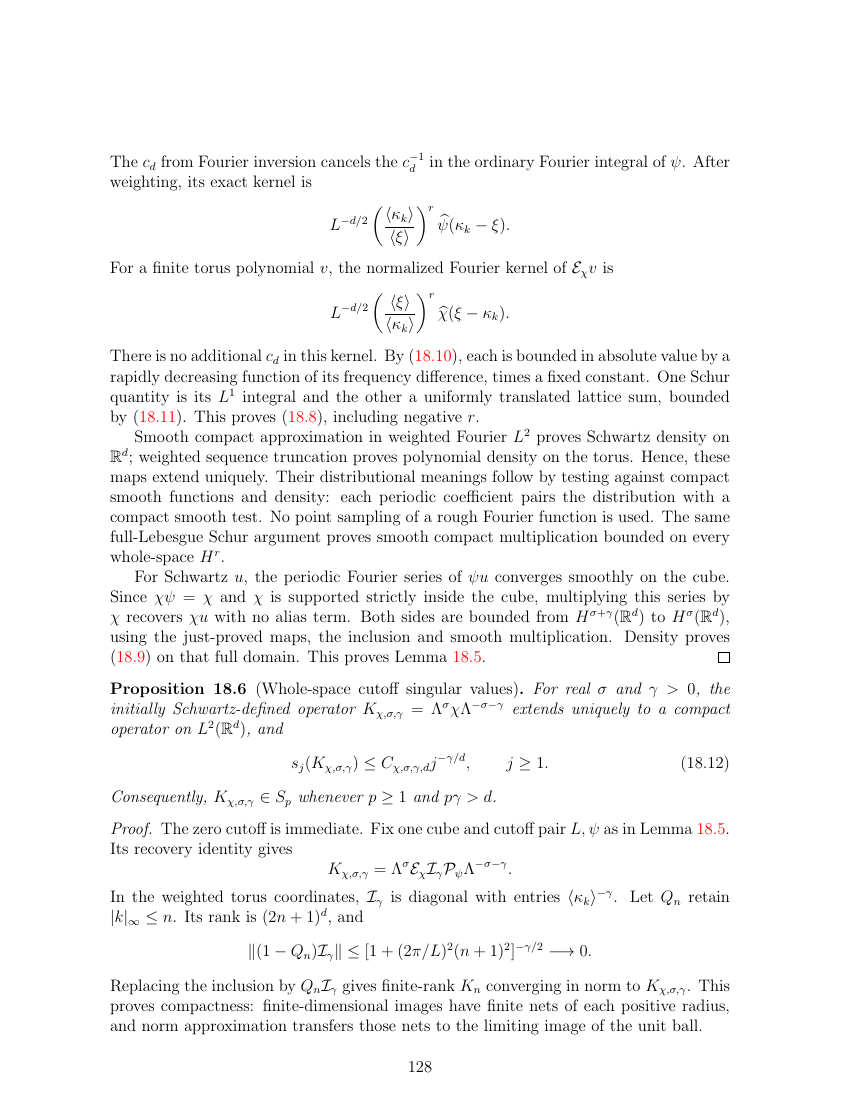 The c_d from Fourier inversion cancels the c_d^{-1} in the ordinary Fourier integral of ψ. After
weighting, its exact kernel is
L^{-d/2} (⟨κ_k⟩/⟨ξ⟩)^r ψ̂(κ_k − ξ).
For a finite torus polynomial v, the normalized Fourier kernel of ℰ_χ v is
L^{-d/2} (⟨ξ⟩/⟨κ_k⟩)^r χ̂(ξ − κ_k).
There is no additional c_d in this kernel. By (18.10), each is bounded in absolute value by a
rapidly decreasing function of its frequency difference, times a fixed constant. One Schur
quantity is its L^1 integral and the other a uniformly translated lattice sum, bounded
by (18.11). This proves (18.8), including negative r.
Smooth compact approximation in weighted Fourier L^2 proves Schwartz density on
ℝ^d; weighted sequence truncation proves polynomial density on the torus. Hence, these
maps extend uniquely. Their distributional meanings follow by testing against compact
smooth functions and density: each periodic coefficient pairs the distribution with a
compact smooth test. No point sampling of a rough Fourier function is used. The same
full-Lebesgue Schur argument proves smooth compact multiplication bounded on every
whole-space H^r.
For Schwartz u, the periodic Fourier series of ψu converges smoothly on the cube.
Since χψ = χ and χ is supported strictly inside the cube, multiplying this series by
χ recovers χu with no alias term. Both sides are bounded from H^{σ+γ}(ℝ^d) to H^σ(ℝ^d),
using the just-proved maps, the inclusion and smooth multiplication. Density proves
(18.9) on that full domain. This proves Lemma 18.5. □
Proposition 18.6 (Whole-space cutoff singular values). For real σ and γ > 0, the
initially Schwartz-defined operator K_{χ,σ,γ} = Λ^σ χΛ^{−σ−γ} extends uniquely to a compact
operator on L^2(ℝ^d), and
s_j(K_{χ,σ,γ}) ≤ C_{χ,σ,γ,d} j^{−γ/d}, j ≥ 1. (18.12)
Consequently, K_{χ,σ,γ} ∈ S_p whenever p ≥ 1 and pγ > d.
Proof. The zero cutoff is immediate. Fix one cube and cutoff pair L, ψ as in Lemma 18.5.
Its recovery identity gives
K_{χ,σ,γ} = Λ^σ ℰ_χ ℐ_γ 𝒫_ψ Λ^{−σ−γ}.
In the weighted torus coordinates, ℐ_γ is diagonal with entries ⟨κ_k⟩^{−γ}. Let Q_n retain
|k|_∞ ≤ n. Its rank is (2n + 1)^d, and
‖(1 − Q_n)ℐ_γ‖ ≤ [1 + (2π/L)^2(n + 1)^2]^{−γ/2} ⟶ 0.
Replacing the inclusion by Q_nℐ_γ gives finite-rank K_n converging in norm to K_{χ,σ,γ}. This
proves compactness: finite-dimensional images have finite nets of each positive radius,
and norm approximation transfers those nets to the limiting image of the unit ball.
128